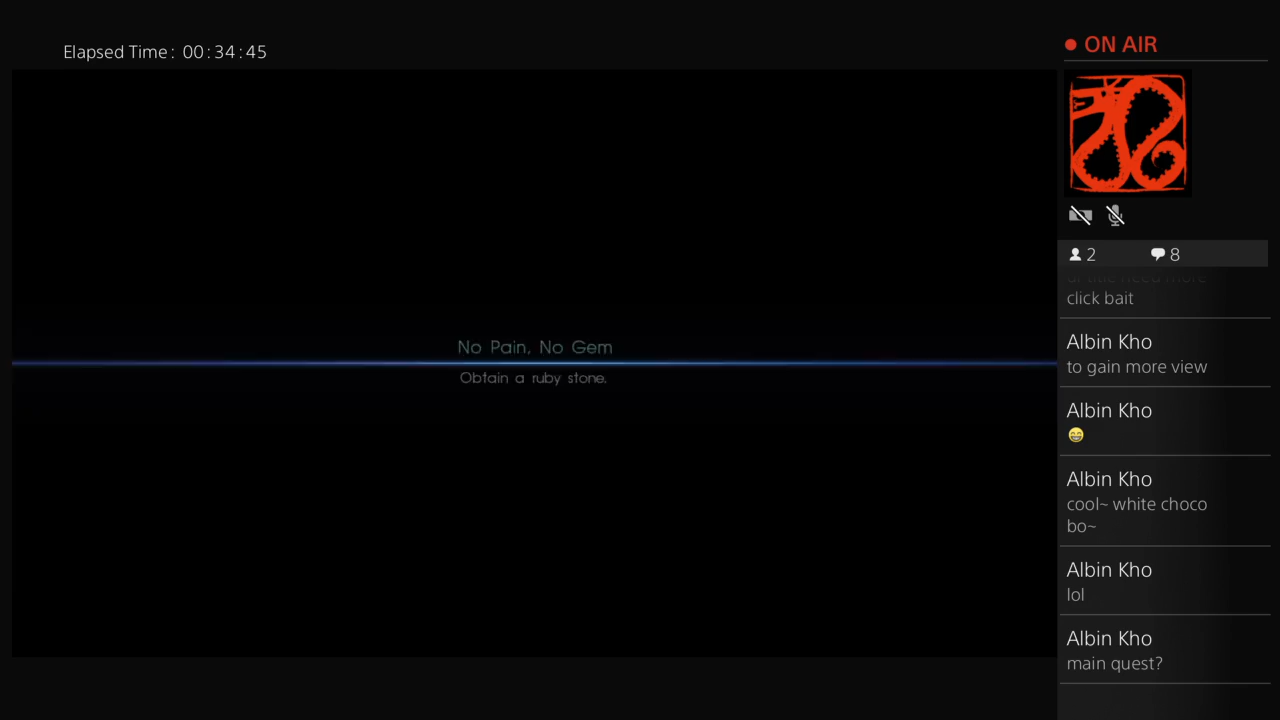 Elapsed Time: 00:34:45
ON AIR
2 8
click bait
Albin Kho
to gain more view
Albin Kho
😁
Albin Kho
cool~ white choco
bo~
Albin Kho
lol
Albin Kho
main quest?
No Pain, No Gem
Obtain a ruby stone.